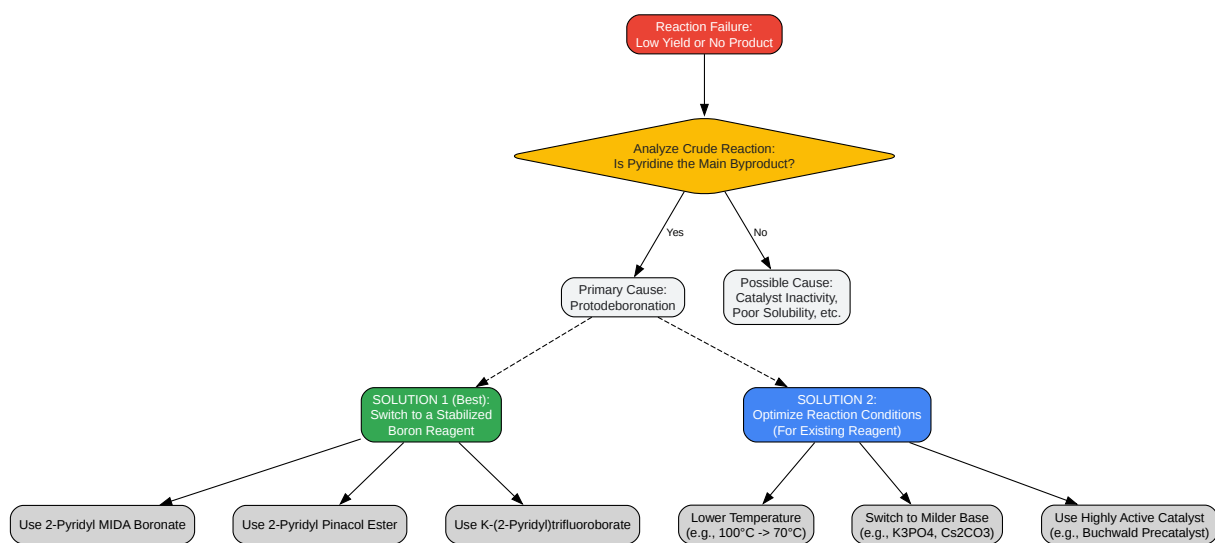 Reaction Failure:
Low Yield or No Product
Analyze Crude Reaction:
Is Pyridine the Main Byproduct?
Yes
No
Primary Cause:
Protodeboronation
Possible Cause:
Catalyst Inactivity,
Poor Solubility, etc.
SOLUTION 1 (Best):
Switch to a Stabilized
Boron Reagent
SOLUTION 2:
Optimize Reaction Conditions
(For Existing Reagent)
Use 2-Pyridyl MIDA Boronate
Use 2-Pyridyl Pinacol Ester
Use K-(2-Pyridyl)trifluoroborate
Lower Temperature
(e.g., 100°C -> 70°C)
Switch to Milder Base
(e.g., K3PO4, Cs2CO3)
Use Highly Active Catalyst
(e.g., Buchwald Precatalyst)